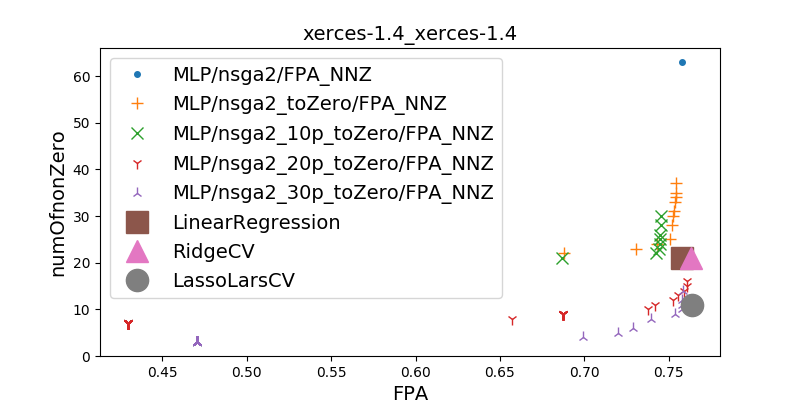 xerces-1.4_xerces-1.4
numOfnonZero
60
50
40
30
20
10
0
MLP/nsga2/FPA_NNZ
MLP/nsga2_toZero/FPA_NNZ
MLP/nsga2_10p_toZero/FPA_NNZ
MLP/nsga2_20p_toZero/FPA_NNZ
MLP/nsga2_30p_toZero/FPA_NNZ
LinearRegression
RidgeCV
LassoLarsCV
0.45 0.50 0.55 0.60 0.65 0.70 0.75
FPA